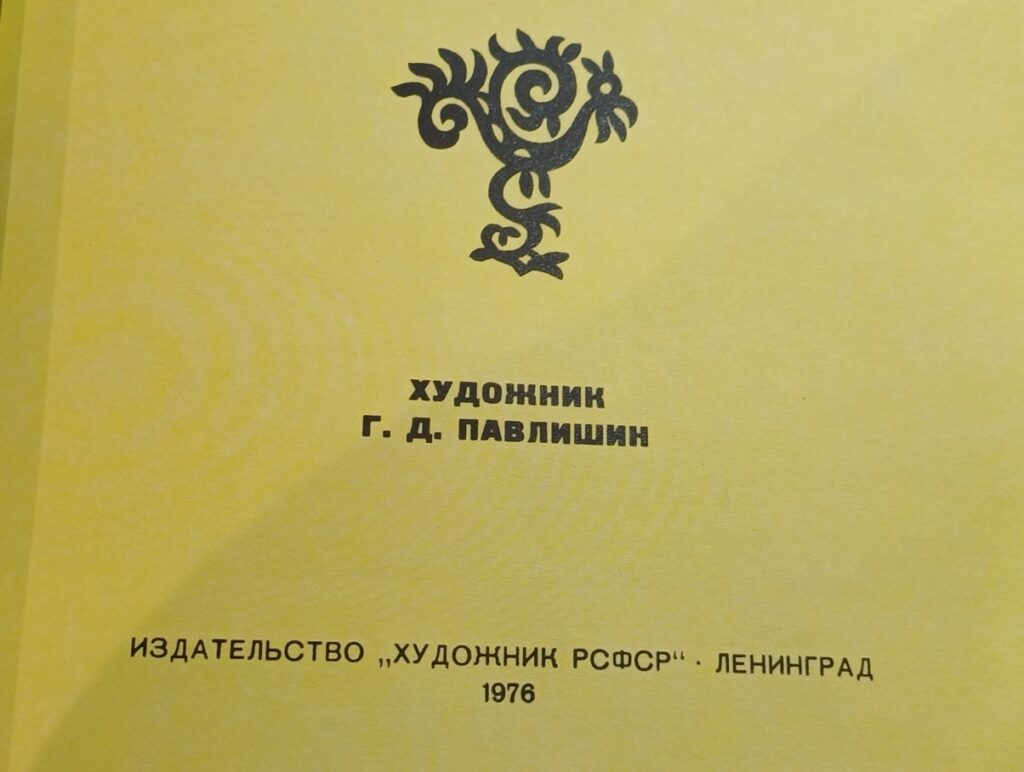 ХУДОЖНИК
Г. Д. ПАВЛИШИН
ИЗДАТЕЛЬСТВО „ХУДОЖНИК РСФСР“ · ЛЕНИНГРАД
1976